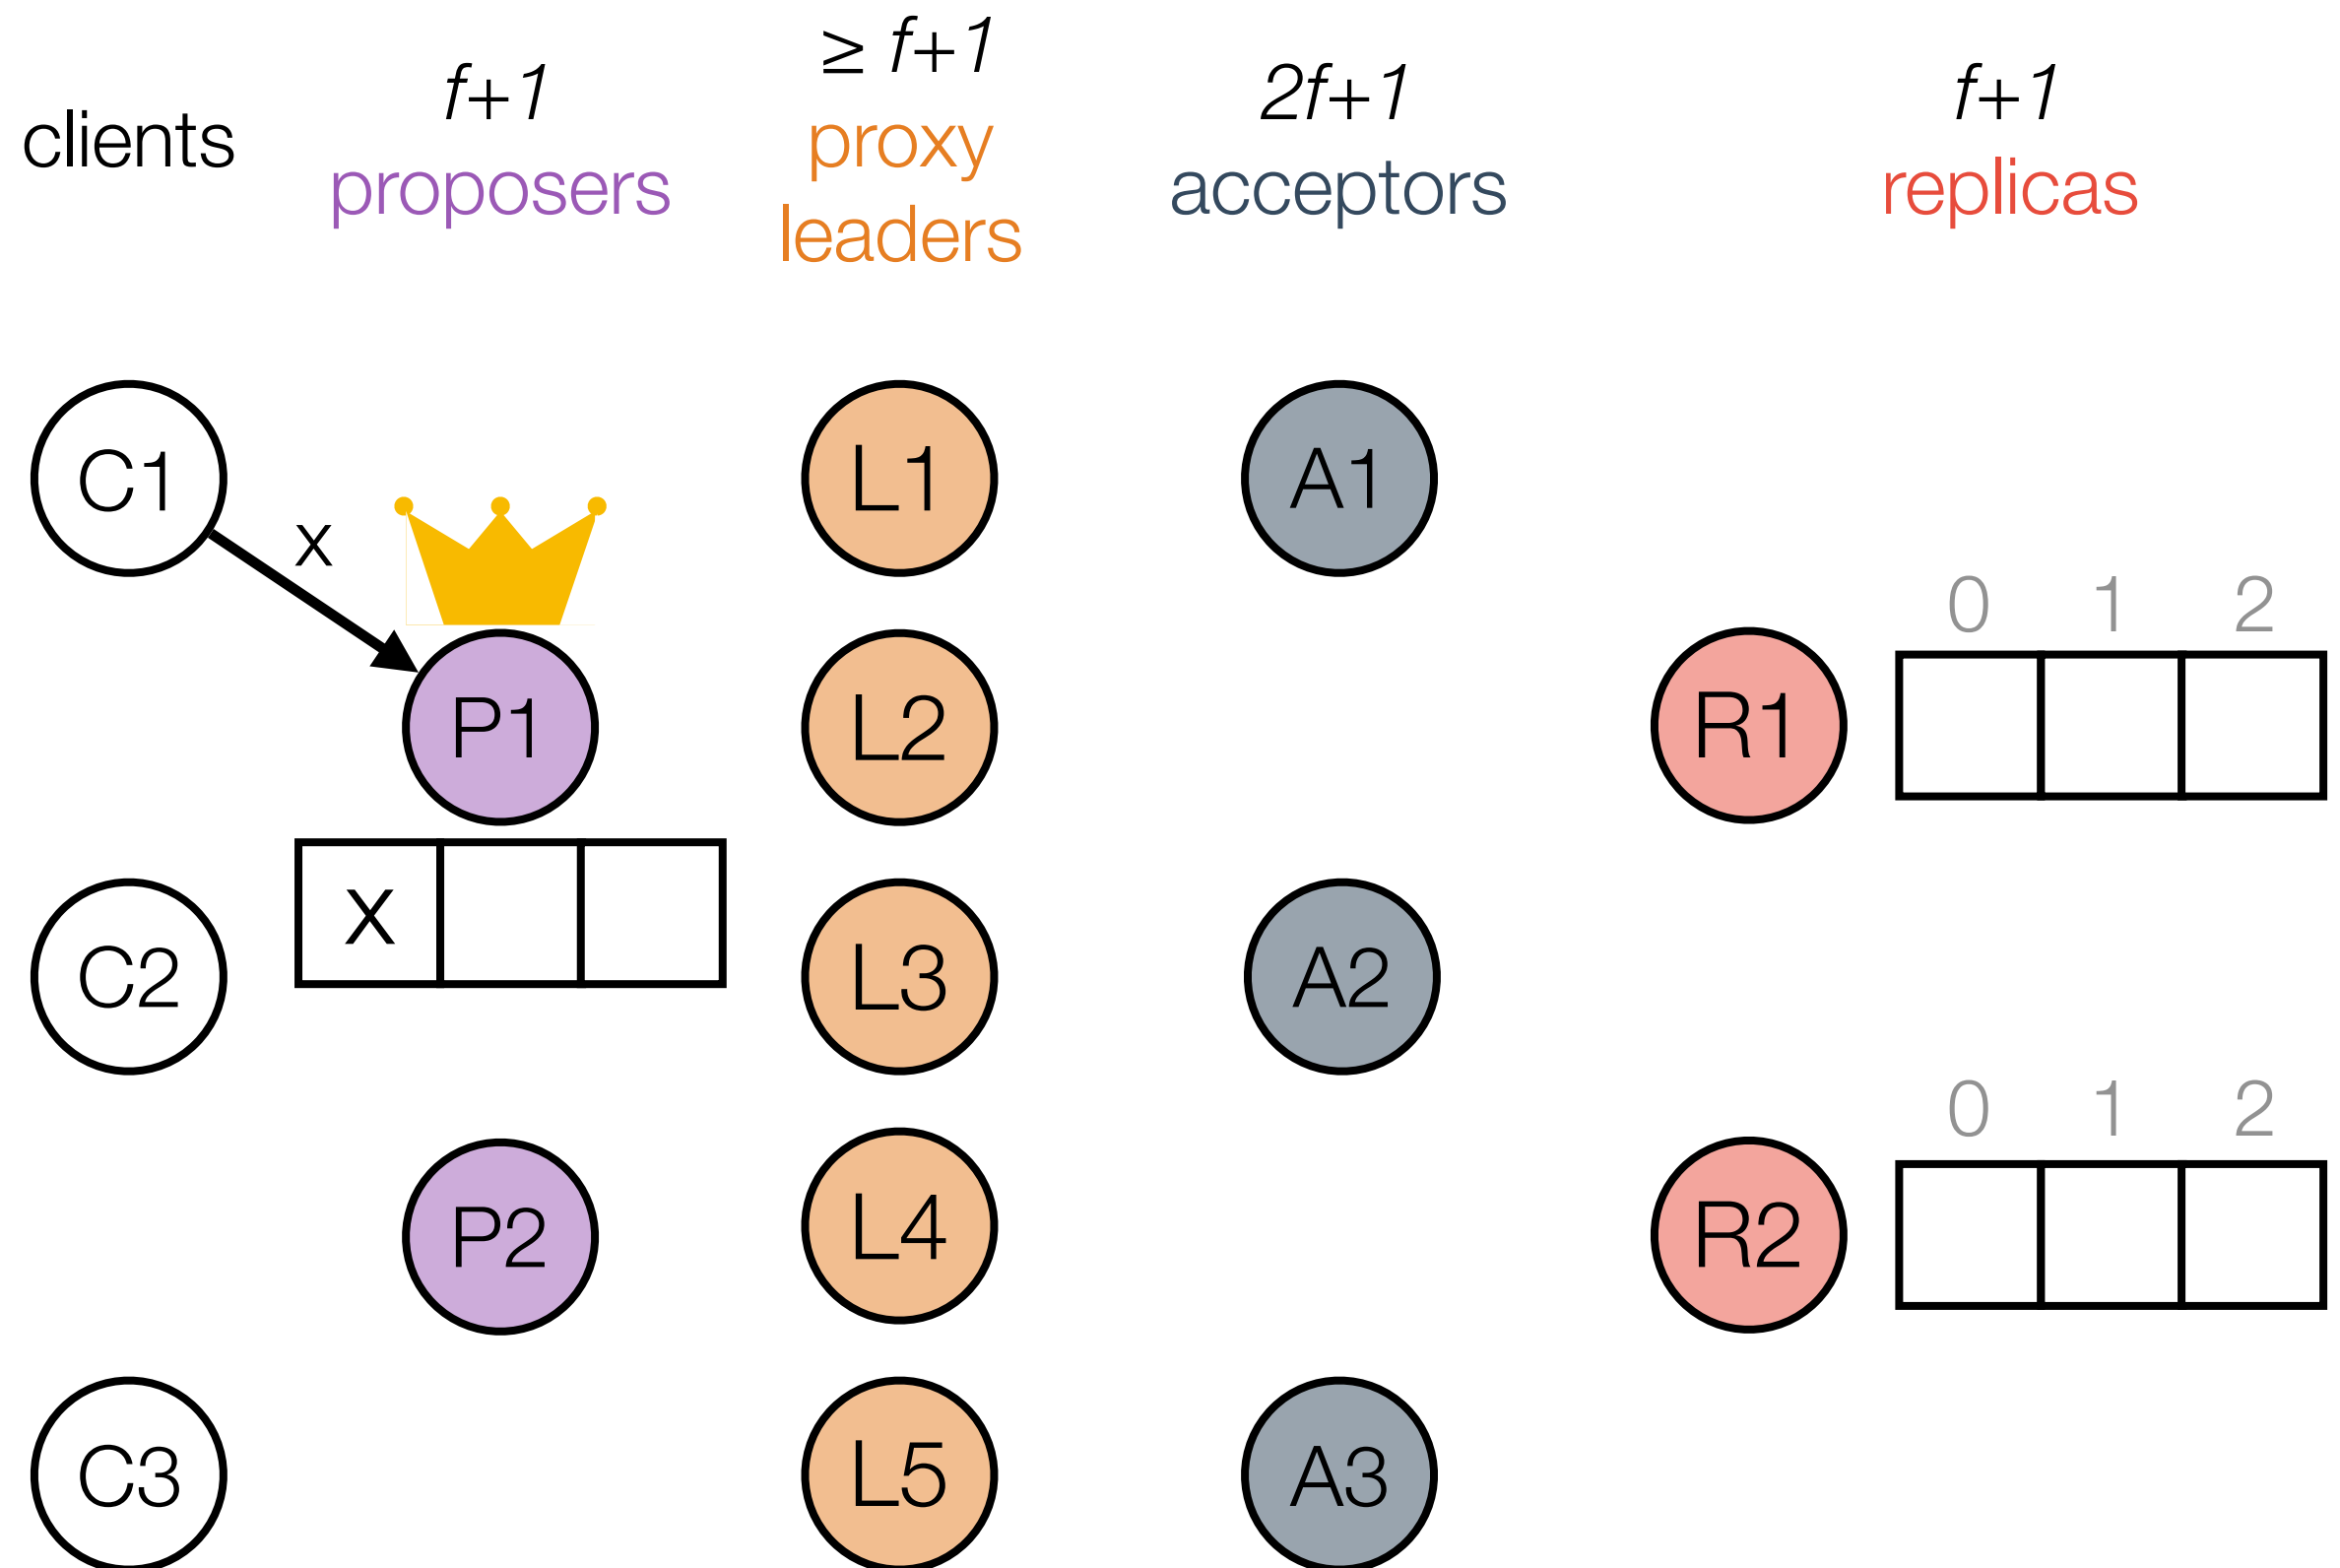 clients
f+1
proposers
≥ f+1
proxy
leaders
2f+1
acceptors
f+1
replicas
C1
x
P1
x
C2
P2
C3
L1
L2
L3
L4
L5
A1
A2
A3
R1
0 1 2
R2
0 1 2